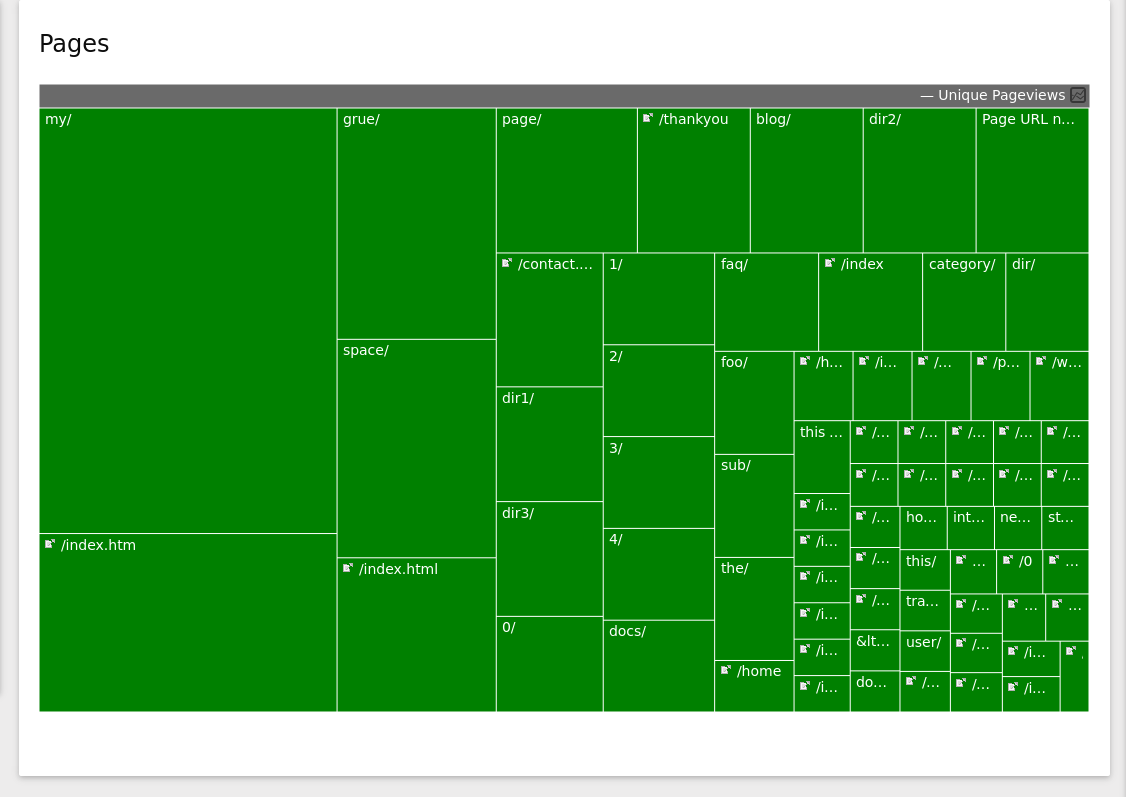 Pages
— Unique Pageviews
my/
grue/
page/
/thankyou
blog/
dir2/
Page URL n...
/contact....
1/
faq/
/index
category/
dir/
2/
space/
foo/
/h...
/i...
/...
/p...
/w...
dir1/
3/
sub/
this ...
/...
/...
/...
/...
/...
/...
/...
/...
/...
/...
/i...
dir3/
4/
/index.htm
/index.html
the/
/...
ho...
int...
ne...
st...
/i...
/...
this/
...
/0
...
/i...
/...
tra...
/...
...
...
0/
docs/
/i...
&lt...
user/
/...
/i...
/i...
/home
/i...
do...
/...
/...
/i...